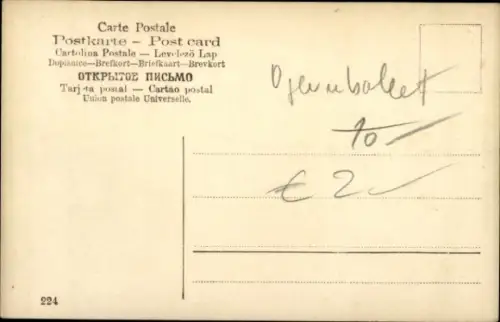 Carte Postale
Postkarte – Post card
Cartolina Postale — Levelezö Lap
Dopisnice—Brefkort—Briefkaart—Brevkort
ОТКРЫТОЕ ПИСЬМО
Tarjeta postal — Cartão postal
Union postale Universelle.
10 –
€ 2 –
224